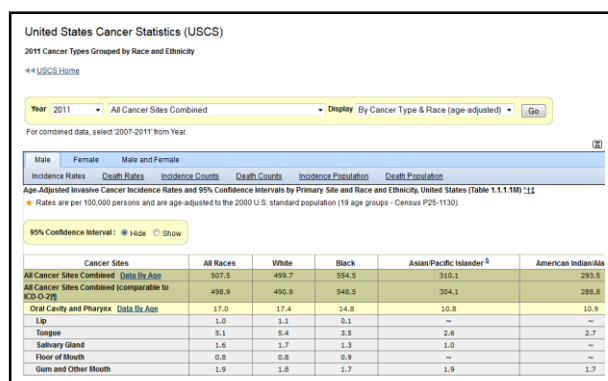 United States Cancer Statistics (USCS)
2011 Cancer Types Grouped by Race and Ethnicity
◄◄ USCS Home
Year 2011 All Cancer Sites Combined Display By Cancer Type & Race (age-adjusted) Go
For combined data, select '2007-2011' from Year.
Male Female Male and Female
Incidence Rates Death Rates Incidence Counts Death Counts Incidence Population Death Population
Age-Adjusted Invasive Cancer Incidence Rates and 95% Confidence Intervals by Primary Site and Race and Ethnicity, United States (Table 1.1.1.1M) *†‡
Rates are per 100,000 persons and are age-adjusted to the 2000 U.S. standard population (19 age groups - Census P25-1130).
95% Confidence Interval : Hide Show
Cancer Sites All Races White Black Asian/Pacific Islander § American Indian/Ala
All Cancer Sites Combined Data By Age 507.5 499.7 554.5 310.1 293.5
All Cancer Sites Combined (comparable to
ICD-O-2)¶ 498.9 490.9 548.5 304.1 288.8
Oral Cavity and Pharynx Data By Age 17.0 17.4 14.8 10.8 10.9
Lip 1.0 1.1 0.1 ~ ~
Tongue 5.1 5.4 3.5 2.6 2.7
Salivary Gland 1.6 1.7 1.3 1.0 ~
Floor of Mouth 0.8 0.8 0.9 ~ ~
Gum and Other Mouth 1.9 1.8 1.7 1.9 1.7